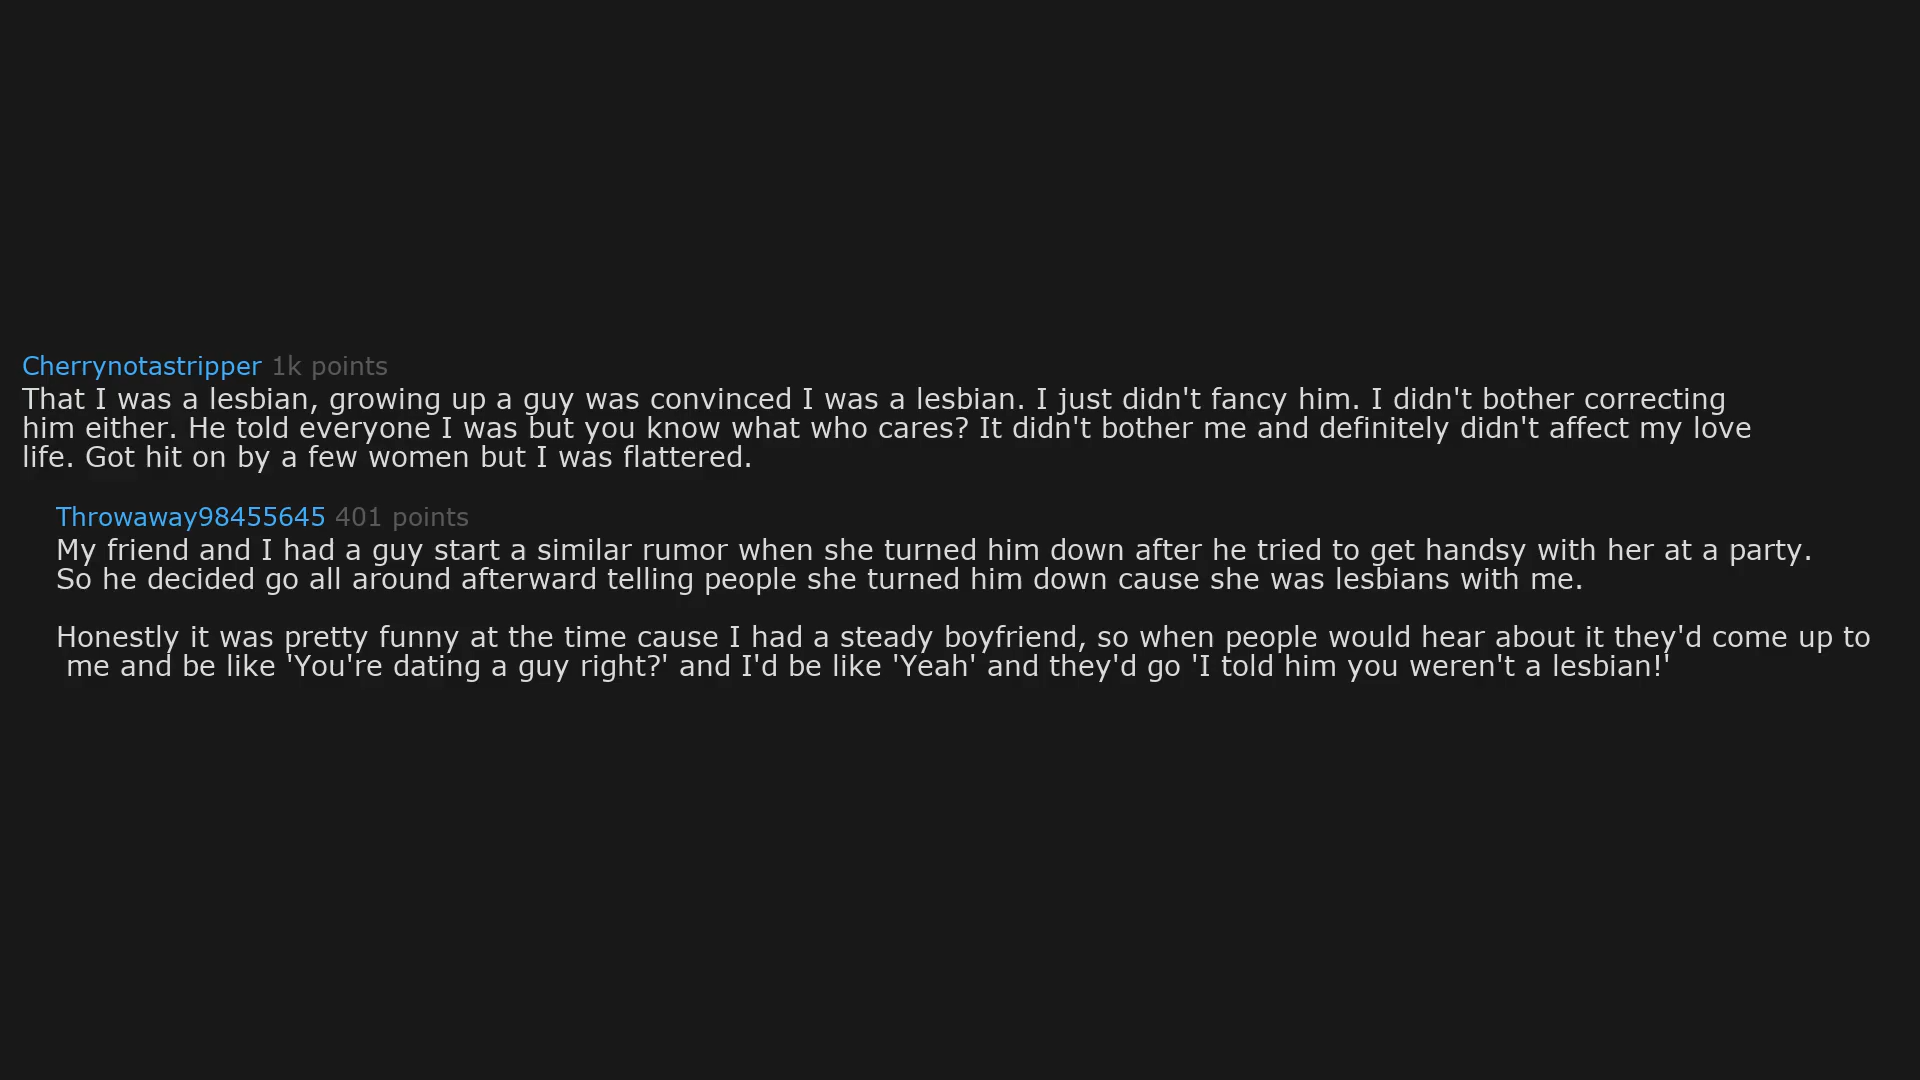 Cherrynotastripper 1k points
That I was a lesbian, growing up a guy was convinced I was a lesbian. I just didn't fancy him. I didn't bother correcting
him either. He told everyone I was but you know what who cares? It didn't bother me and definitely didn't affect my love
life. Got hit on by a few women but I was flattered.
Throwaway98455645 401 points
My friend and I had a guy start a similar rumor when she turned him down after he tried to get handsy with her at a party.
So he decided go all around afterward telling people she turned him down cause she was lesbians with me.
Honestly it was pretty funny at the time cause I had a steady boyfriend, so when people would hear about it they'd come up to
me and be like 'You're dating a guy right?' and I'd be like 'Yeah' and they'd go 'I told him you weren't a lesbian!'